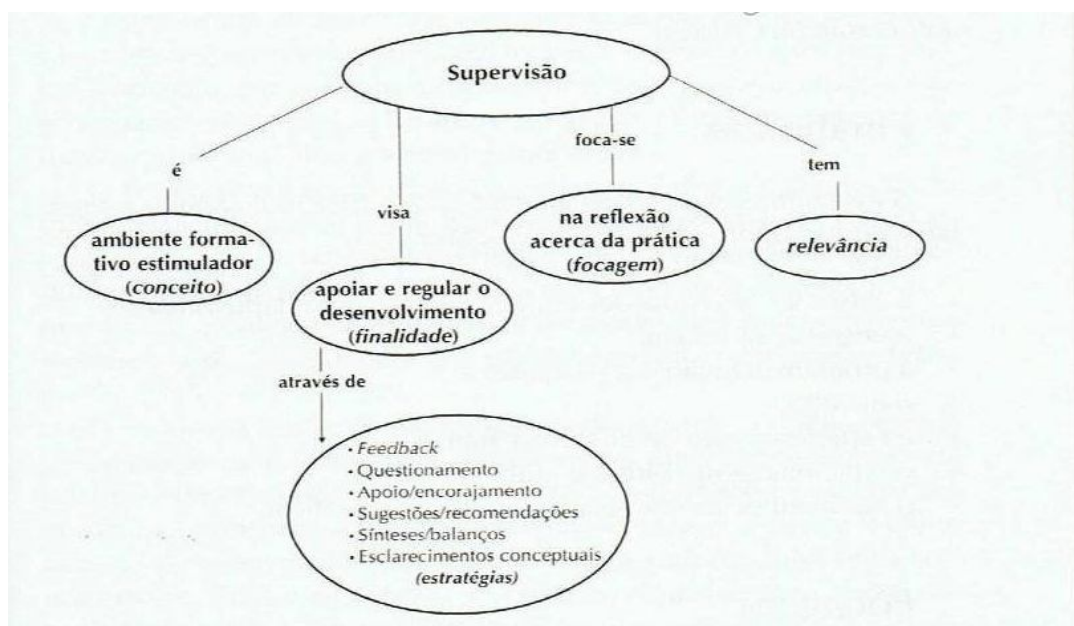 Supervisão
é
ambiente forma-
tivo estimulador
(conceito)
visa
apoiar e regular o
desenvolvimento
(finalidade)
através de
• Feedback
• Questionamento
• Apoio/encorajamento
• Sugestões/recomendações
• Sínteses/balanços
• Esclarecimentos conceptuais
(estratégias)
foca-se
na reflexão
acerca da prática
(focagem)
tem
relevância